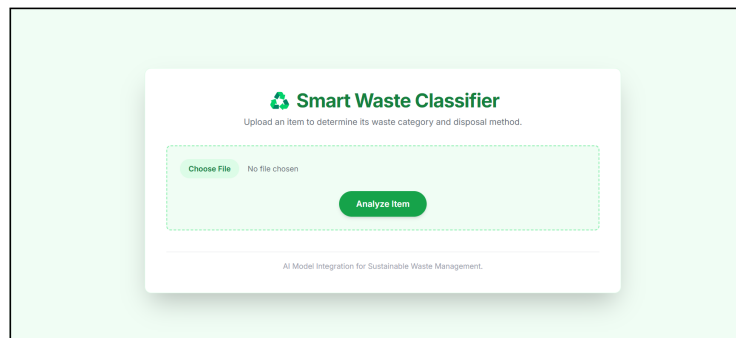 Smart Waste Classifier
Upload an item to determine its waste category and disposal method.
Choose File No file chosen
Analyze Item
AI Model Integration for Sustainable Waste Management.